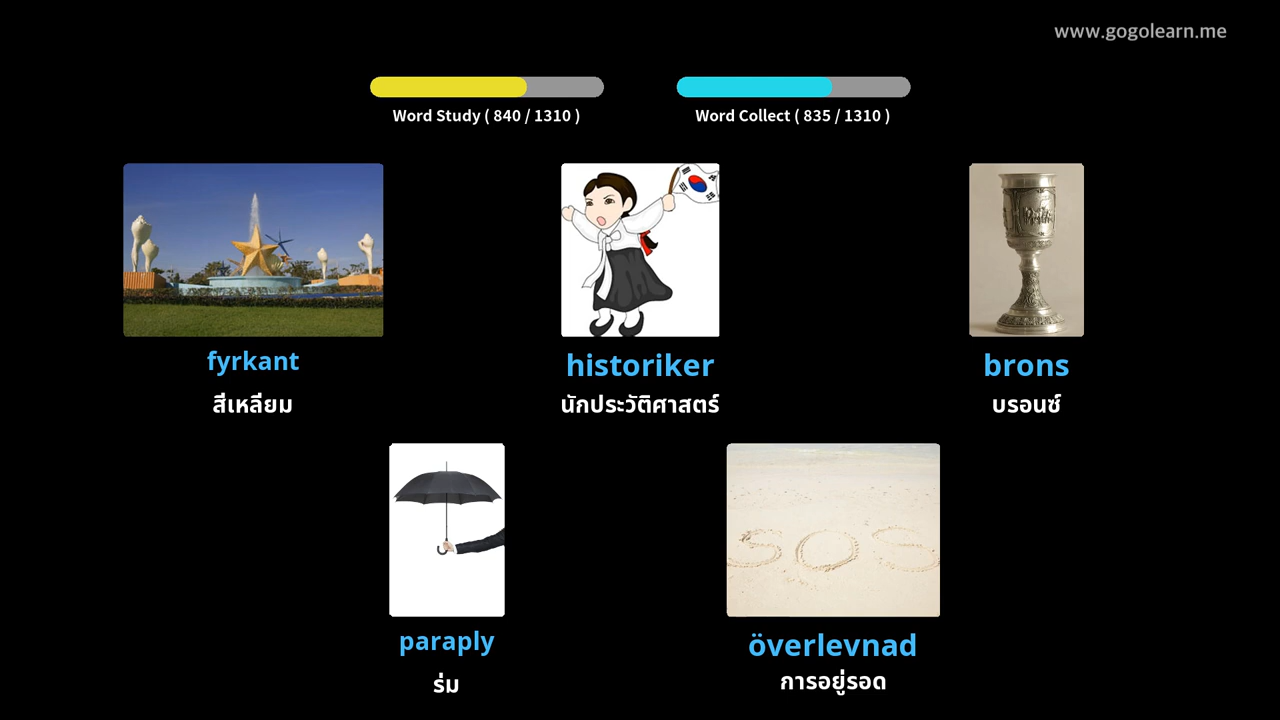 www.gogolearn.me
Word Study ( 840 / 1310 )
Word Collect ( 835 / 1310 )
fyrkant
สี่เหลี่ยม
historiker
นักประวัติศาสตร์
brons
บรอนซ์
paraply
ร่ม
överlevnad
การอยู่รอด
SOS